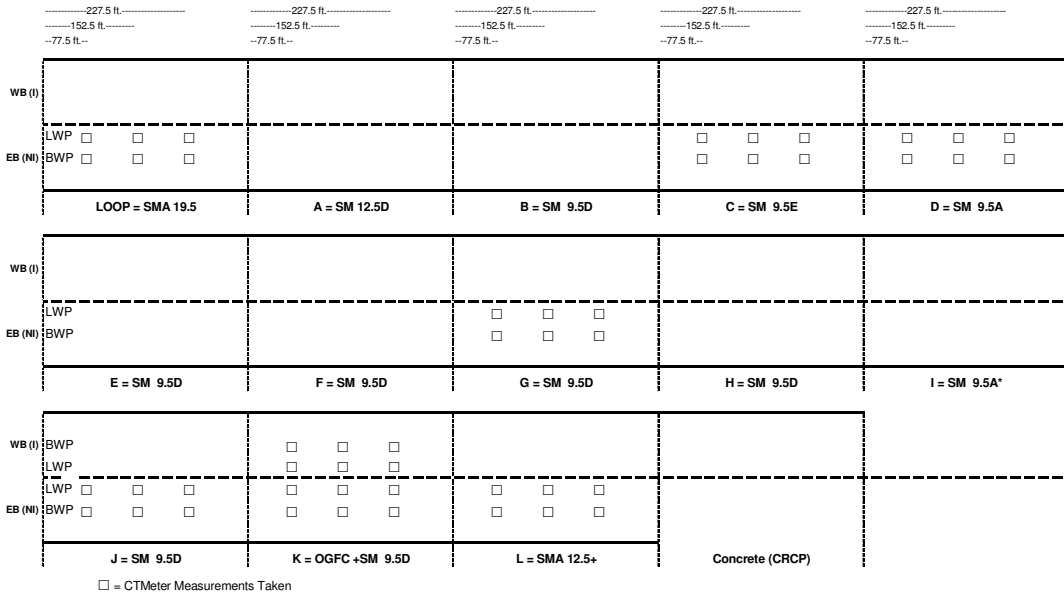 -------------227.5 ft.-------------------- -------------227.5 ft.-------------------- -------------227.5 ft.-------------------- -------------227.5 ft.-------------------- -------------227.5 ft.--------------------
--------152.5 ft.--------- --------152.5 ft.--------- --------152.5 ft.--------- --------152.5 ft.--------- --------152.5 ft.---------
--77.5 ft.-- --77.5 ft.-- --77.5 ft.-- --77.5 ft.-- --77.5 ft.--
WB (I)
LWP □ □ □ □ □ □ □ □ □
EB (NI) BWP □ □ □ □ □ □ □ □ □
LOOP = SMA 19.5 A = SM 12.5D B = SM 9.5D C = SM 9.5E D = SM 9.5A
WB (I)
LWP □ □ □
EB (NI) BWP □ □ □
E = SM 9.5D F = SM 9.5D G = SM 9.5D H = SM 9.5D I = SM 9.5A*
WB (I) BWP □ □ □
LWP □ □ □
LWP □ □ □ □ □ □ □ □ □
EB (NI) BWP □ □ □ □ □ □ □ □ □
J = SM 9.5D K = OGFC +SM 9.5D L = SMA 12.5+ Concrete (CRCP)
□ = CTMeter Measurements Taken